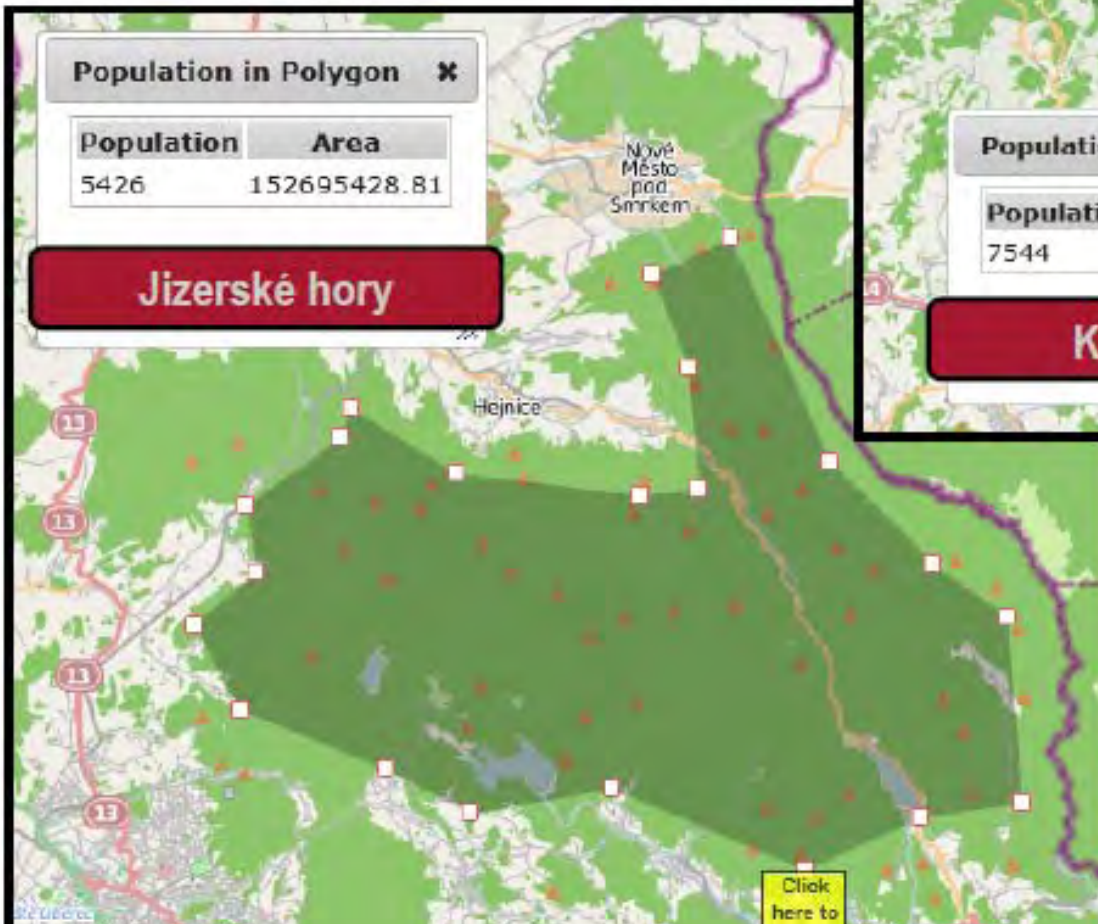 Population in Polygon ✖
Population Area
5426 152695428.81
Jizerské hory
Nové
Město
pod
Smrkem
Hejnice
13
13
13
13
Populati
Populati
7544
K
Click
here to